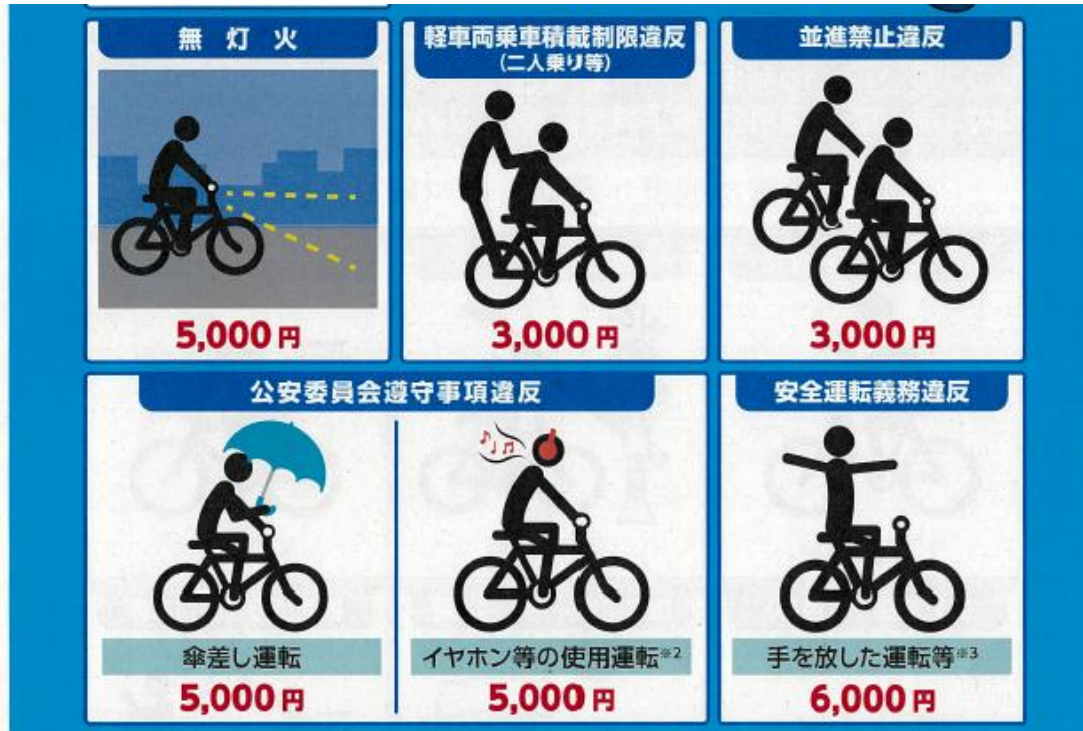 無灯火
5,000円
軽車両乗車積載制限違反
(二人乗り等)
3,000円
並進禁止違反
3,000円
公安委員会遵守事項違反
傘差し運転
5,000円
イヤホン等の使用運転※2
5,000円
安全運転義務違反
手を放した運転等※3
6,000円